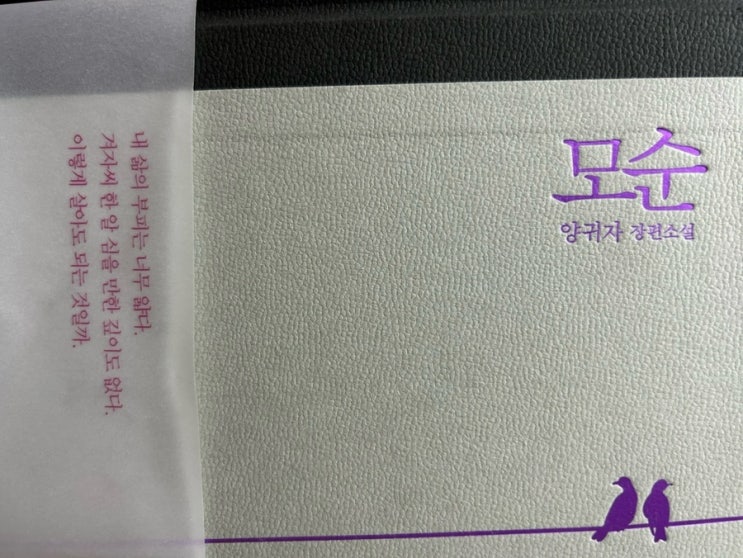 모순
양귀자 장편소설
내 삶의 부피는 너무 얇다.
겨자씨 한 알 심을 만한 깊이도 없다.
이렇게 살아도 되는 것일까.